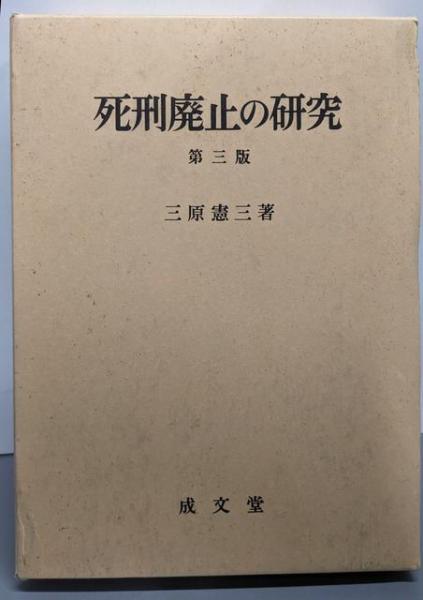 死刑廃止の研究
第三版
三原憲三著
成文堂